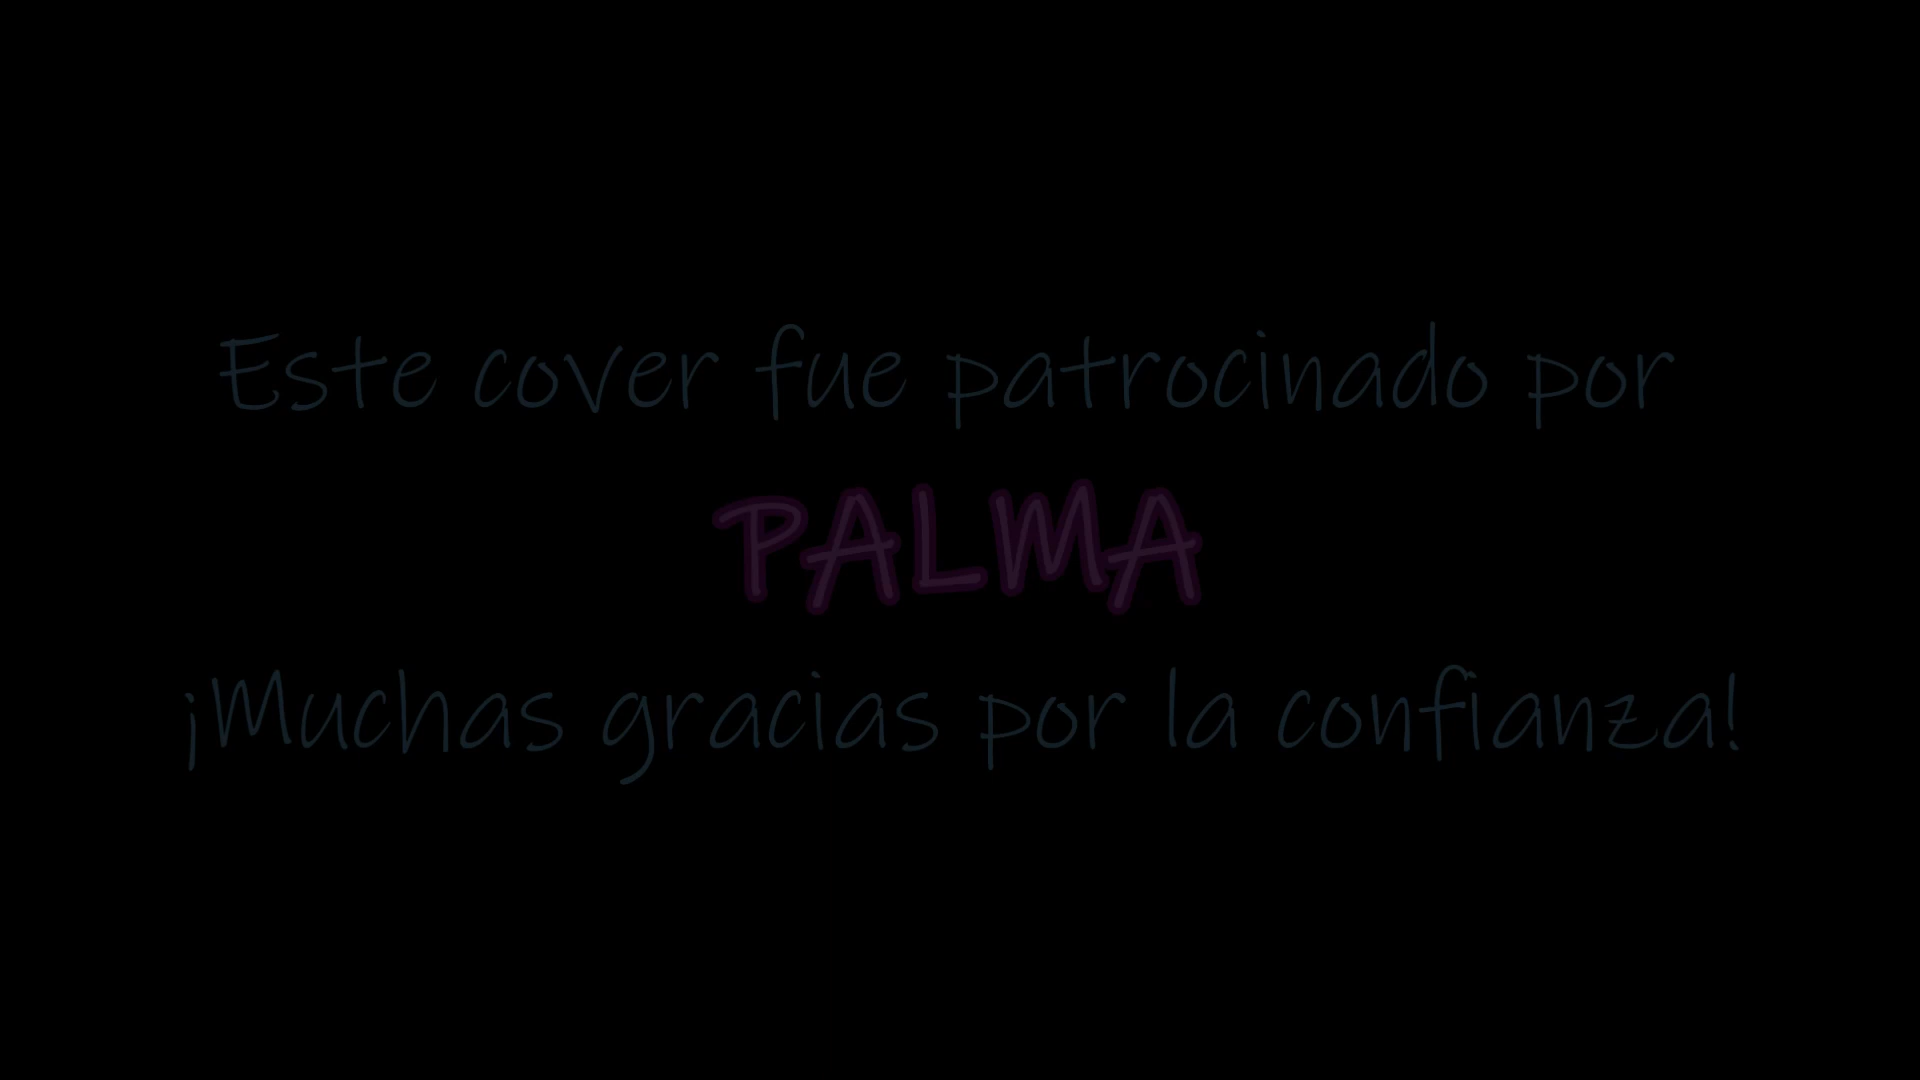 Este cover fue patrocinado por
PALMA
¡Muchas gracias por la confianza!